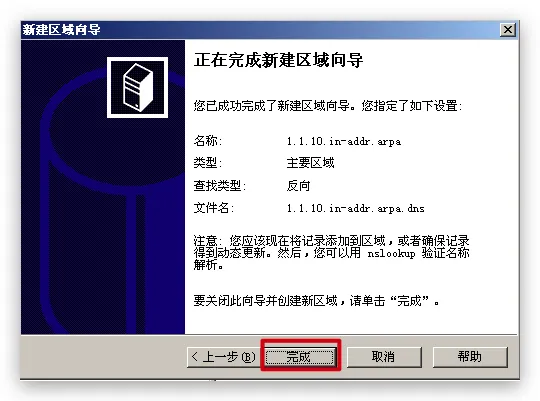 新建区域向导
正在完成新建区域向导
您已成功完成了新建区域向导。您指定了如下设置:
名称: 1.1.10.in-addr.arpa
类型: 主要区域
查找类型: 反向
文件名: 1.1.10.in-addr.arpa.dns
注意: 您应该现在将记录添加到区域，或者确保记录
得到动态更新。然后，您可以用 nslookup 验证名称
解析。
要关闭此向导并创建新区域，请单击“完成”。
< 上一步(B) 完成 取消 帮助